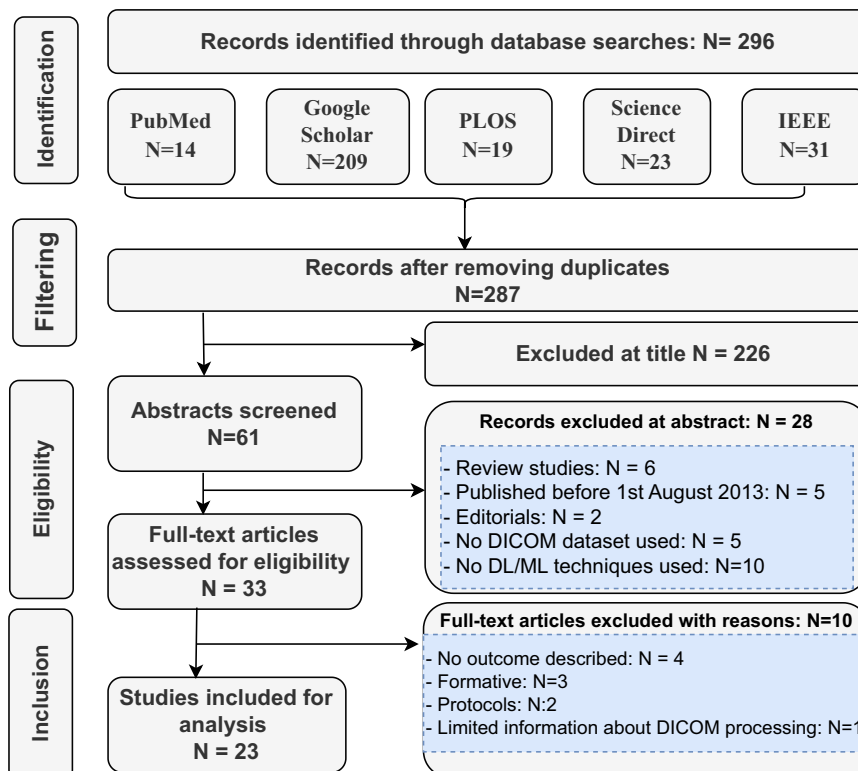 Identification
Records identified through database searches: N= 296
PubMed
N=14
Google
Scholar
N=209
PLOS
N=19
Science
Direct
N=23
IEEE
N=31
Filtering
Records after removing duplicates
N=287
Excluded at title N = 226
Eligibility
Abstracts screened
N=61
Records excluded at abstract: N = 28
- Review studies: N = 6
- Published before 1st August 2013: N = 5
- Editorials: N = 2
- No DICOM dataset used: N = 5
- No DL/ML techniques used: N=10
Full-text articles
assessed for eligibility
N = 33
Inclusion
Full-text articles excluded with reasons: N=10
- No outcome described: N = 4
- Formative: N=3
- Protocols: N:2
- Limited information about DICOM processing: N=1
Studies included for
analysis
N = 23